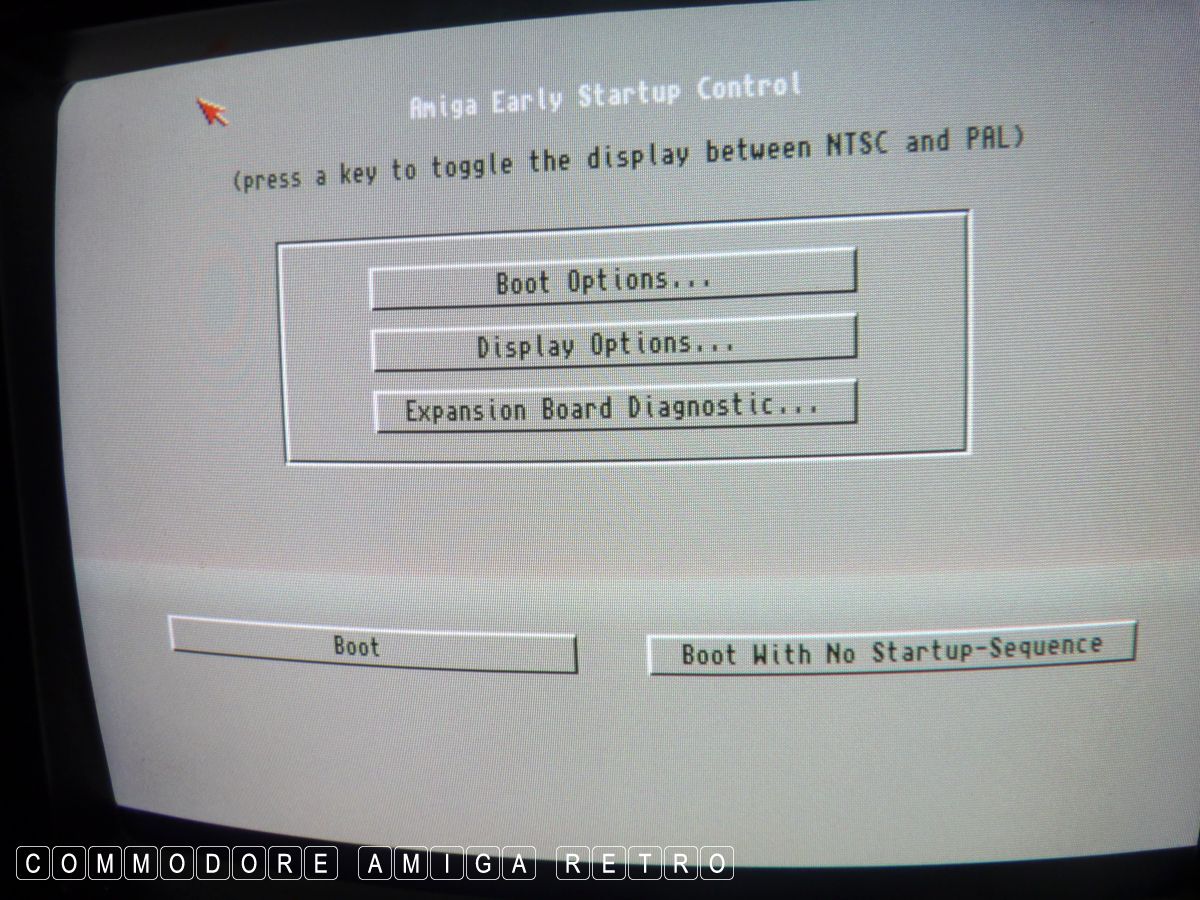 Amiga Early Startup Control
(press a key to toggle the display between NTSC and PAL)
Boot Options...
Display Options...
Expansion Board Diagnostic...
Boot
Boot With No Startup-Sequence
COMMODORE AMIGA RETRO